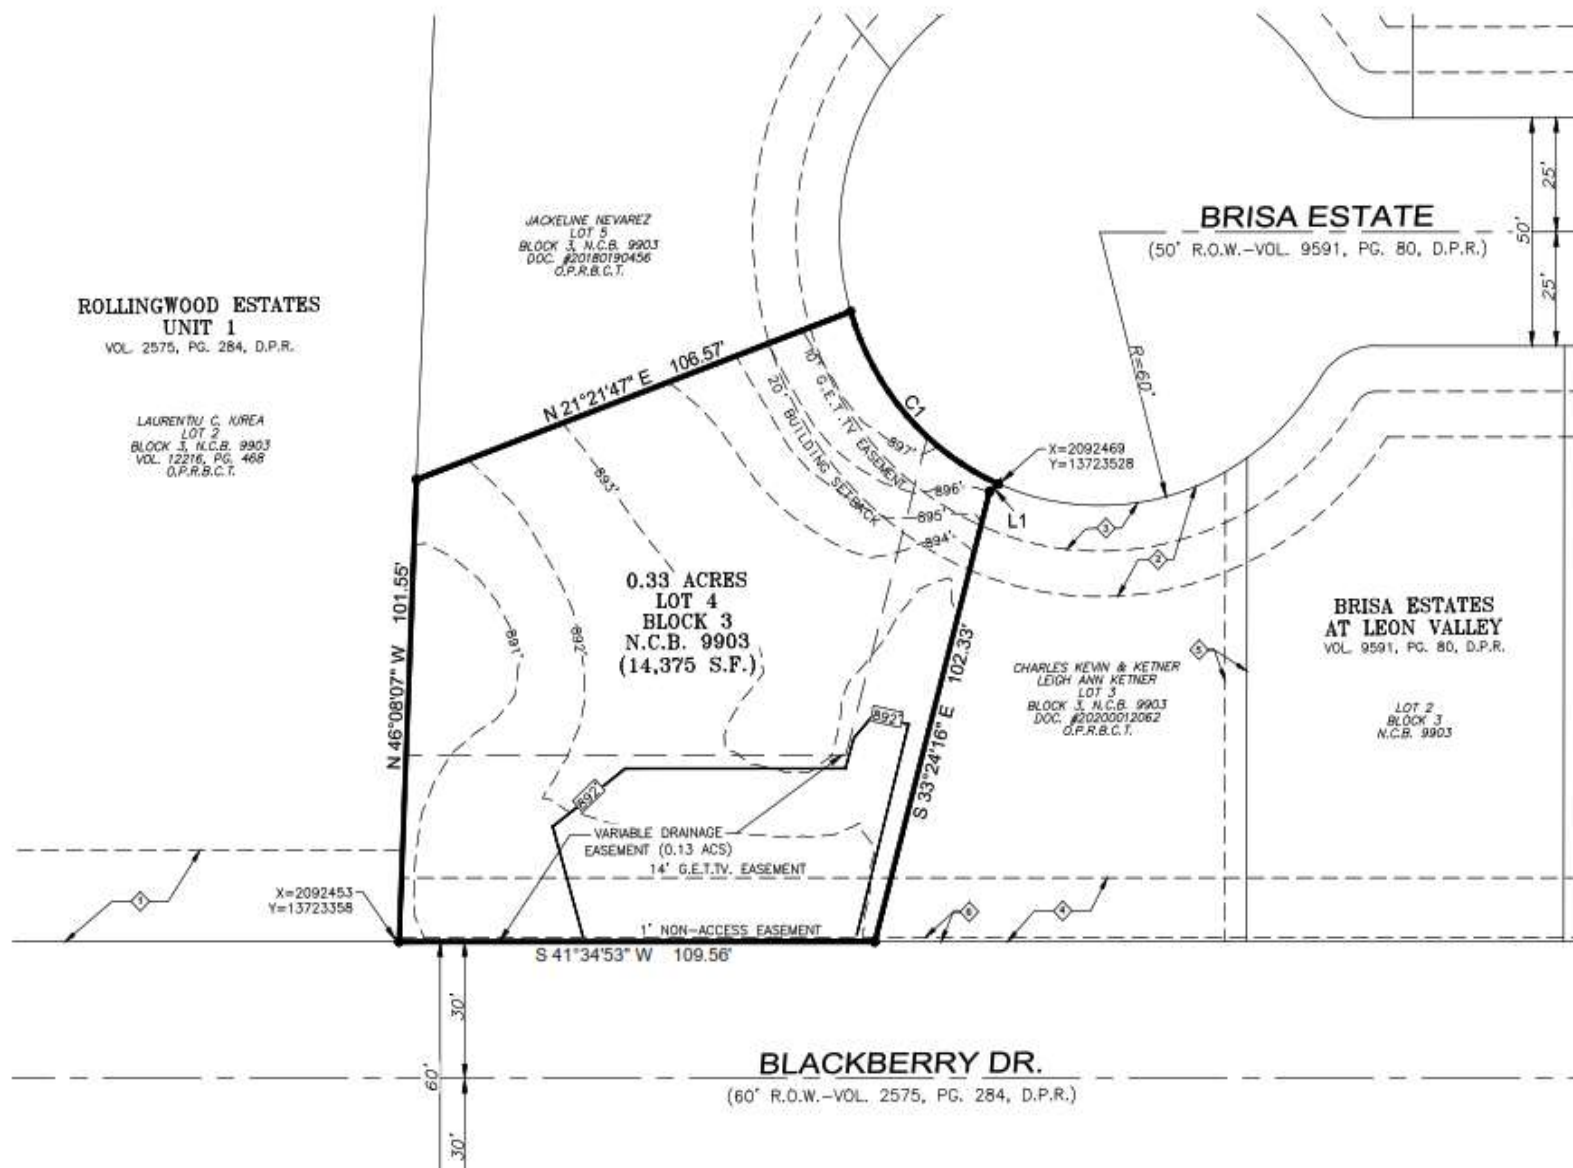 BRISA ESTATE
(50' R.O.W.-VOL. 9591, PG. 80, D.P.R.)
25'
50'
25'
R=60'
JACKELINE NEVAREZ
LOT 5
BLOCK 3, N.C.B. 9903
DOC. #20180190456
O.P.R.B.C.T.
ROLLINGWOOD ESTATES
UNIT 1
VOL. 2575, PG. 284, D.P.R.
LAURENTIU C.
LOT 2
BLOCK 3, N.C.B. 9903
VOL. 12216, PG. 468
O.P.R.B.C.T.
N 21°21'47" E 106.57'
10' G.E.T.TV EASEMENT
20' BUILDING SETBACK
C1
897'
896'
895'
894'
893'
892'
891'
X=2092469
Y=13723528
L1
3
2
0.33 ACRES
LOT 4
BLOCK 3
N.C.B. 9903
(14,375 S.F.)
N 46°08'07" W 101.55'
S 33°24'16" E 102.33'
CHARLES KEVIN & KETNER
LEIGH ANN KETNER
LOT 3
BLOCK 3, N.C.B. 9903
DOC. #20200012062
O.P.R.B.C.T.
5
BRISA ESTATES
AT LEON VALLEY
VOL. 9591, PG. 80, D.P.R.
LOT 2
BLOCK 3
N.C.B. 9903
892'
892'
VARIABLE DRAINAGE
EASEMENT (0.13 ACS)
14' G.E.T.TV. EASEMENT
1' NON-ACCESS EASEMENT
1
X=2092453
Y=13723358
6
4
S 41°34'53" W 109.56'
30'
60'
30'
BLACKBERRY DR.
(60' R.O.W.-VOL. 2575, PG. 284, D.P.R.)